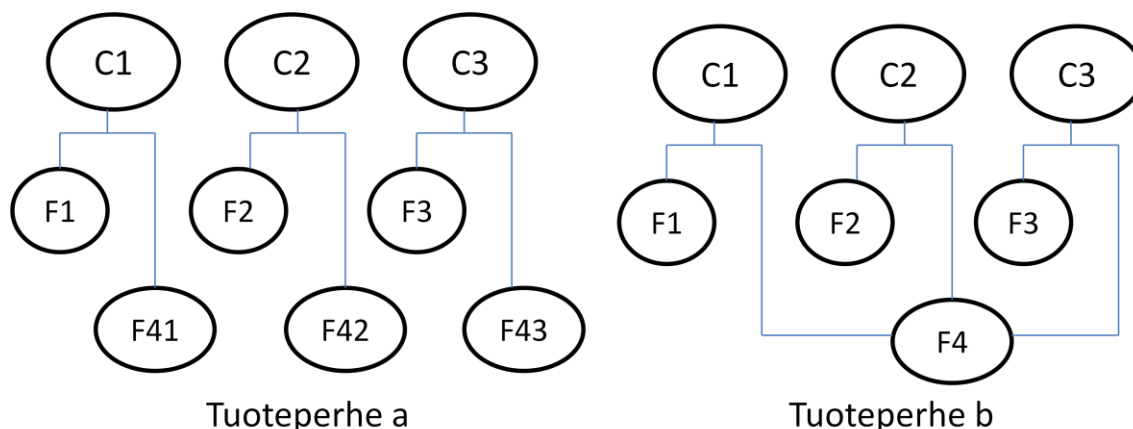 C1 C2 C3
F1 F2 F3
F41 F42 F43
Tuoteperhe a
C1 C2 C3
F1 F2 F3
F4
Tuoteperhe b